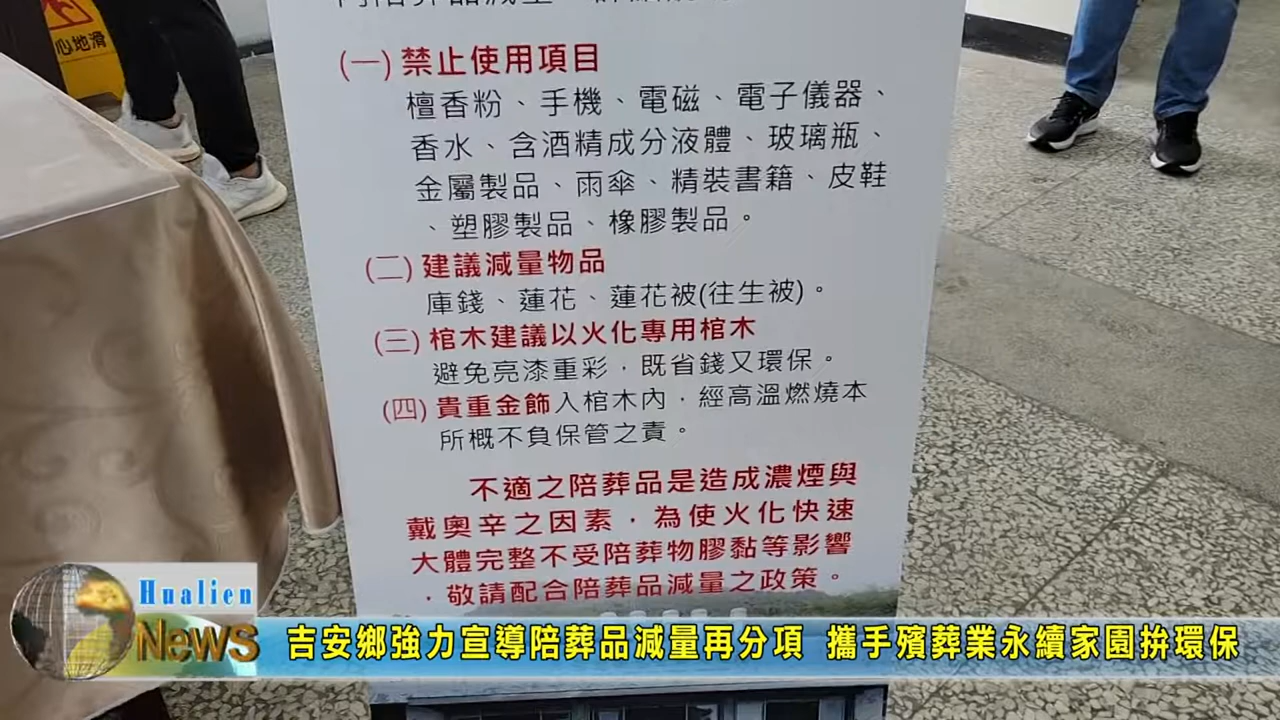 心地滑
(一) 禁止使用項目
檀香粉、手機、電磁、電子儀器、
香水、含酒精成分液體、玻璃瓶、
金屬製品、雨傘、精裝書籍、皮鞋
、塑膠製品、橡膠製品。
(二) 建議減量物品
庫錢、蓮花、蓮花被(往生被)。
(三) 棺木建議以火化專用棺木
避免亮漆重彩，既省錢又環保。
(四) 貴重金飾入棺木內，經高溫燃燒本
所概不負保管之責。
不適之陪葬品是造成濃煙與
戴奧辛之因素，為使火化快速
大體完整不受陪葬物膠黏等影響
，敬請配合陪葬品減量之政策。
Hualien
News
吉安鄉強力宣導陪葬品減量再分項 攜手殯葬業永續家園拚環保